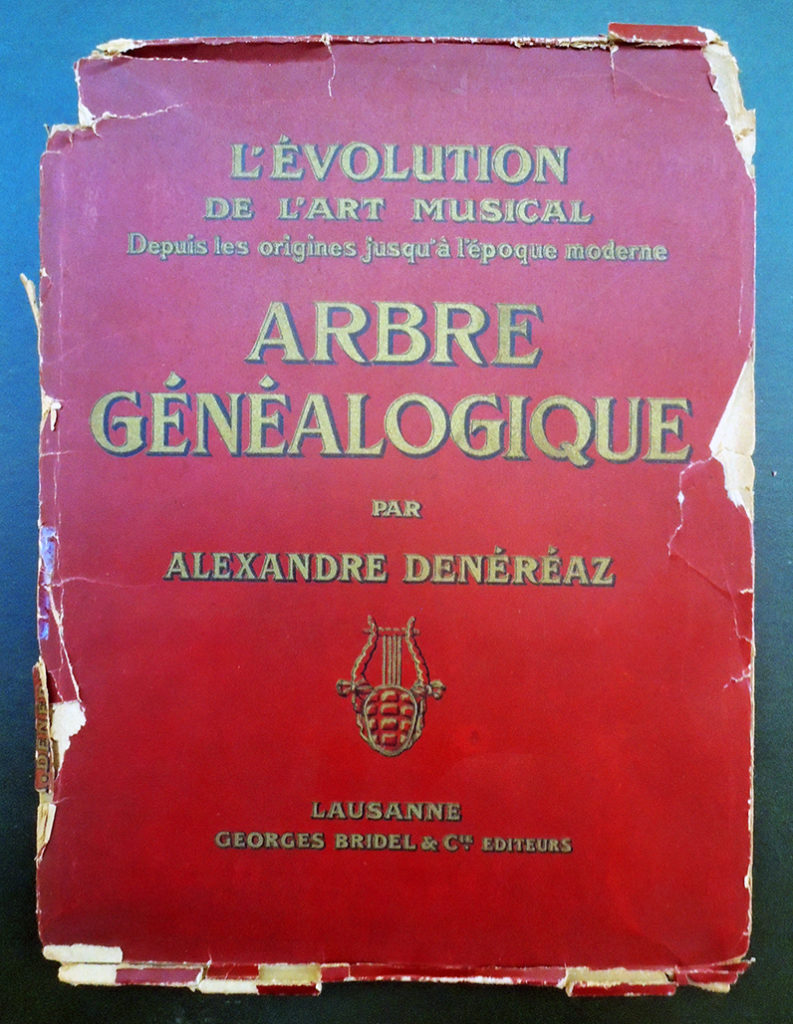 L'ÉVOLUTION
DE L'ART MUSICAL
Depuis les origines jusqu'à l'époque moderne
ARBRE
GÉNÉALOGIQUE
PAR
ALEXANDRE DENÉRÉAZ
LAUSANNE
GEORGES BRIDEL & Cie EDITEURS